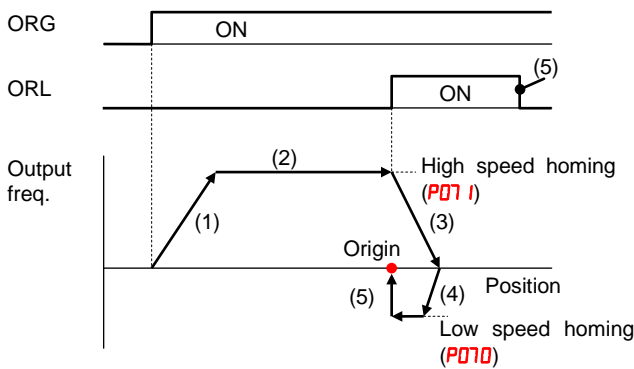 ORG
ON
ORL
ON
(5)
Output
freq.
(1)
(2)
High speed homing
(P071)
(3)
Origin
(4)
(5)
Position
Low speed homing
(P070)